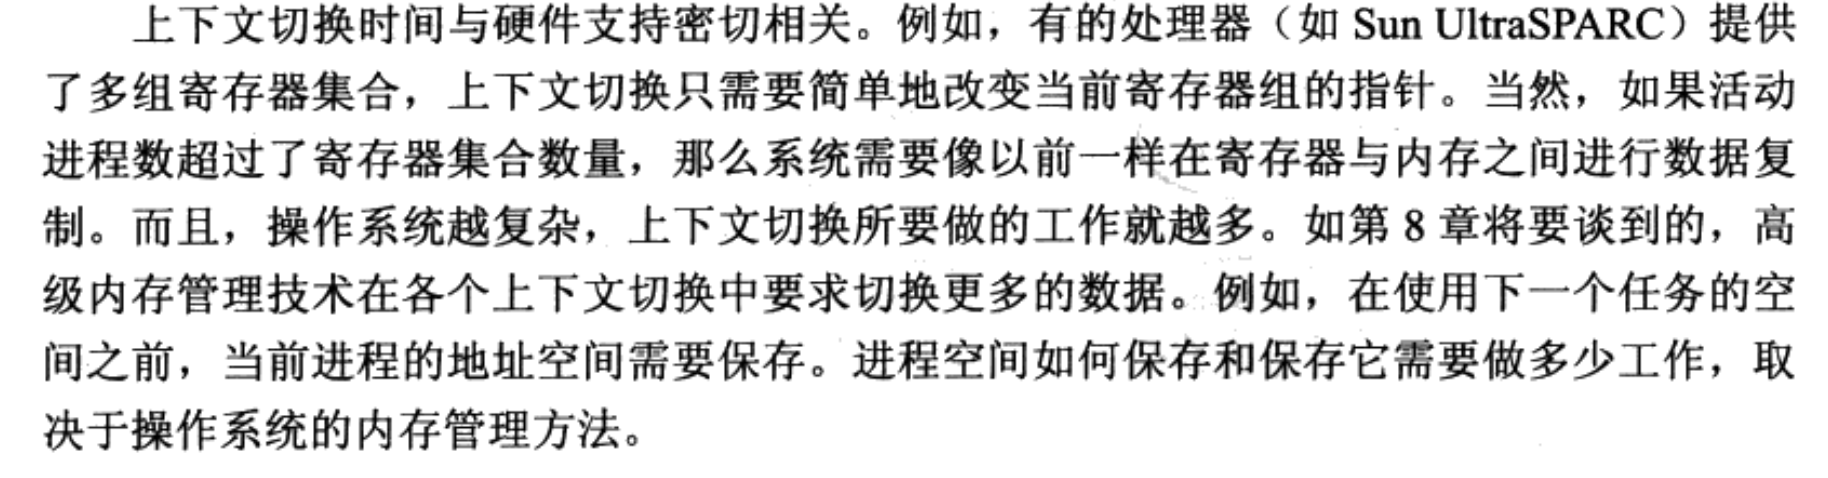 上下文切换时间与硬件支持密切相关。例如，有的处理器（如 Sun UltraSPARC）提供
了多组寄存器集合，上下文切换只需要简单地改变当前寄存器组的指针。当然，如果活动
进程数超过了寄存器集合数量，那么系统需要像以前一样在寄存器与内存之间进行数据复
制。而且，操作系统越复杂，上下文切换所要做的工作就越多。如第 8 章将要谈到的，高
级内存管理技术在各个上下文切换中要求切换更多的数据。例如，在使用下一个任务的空
间之前，当前进程的地址空间需要保存。进程空间如何保存和保存它需要做多少工作，取
决于操作系统的内存管理方法。